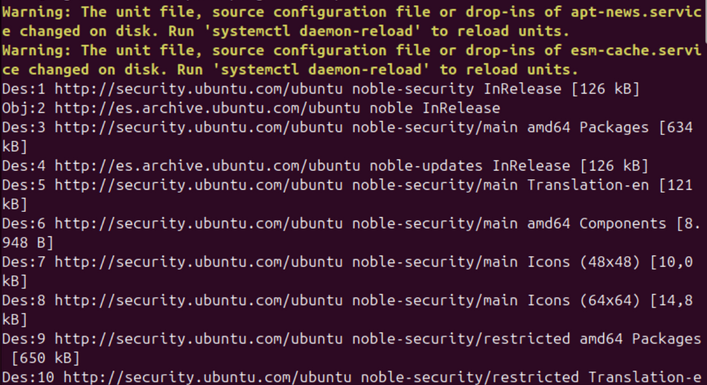 Warning: The unit file, source configuration file or drop-ins of apt-news.servic
e changed on disk. Run 'systemctl daemon-reload' to reload units.
Warning: The unit file, source configuration file or drop-ins of esm-cache.servi
ce changed on disk. Run 'systemctl daemon-reload' to reload units.
Des:1 http://security.ubuntu.com/ubuntu noble-security InRelease [126 kB]
Obj:2 http://es.archive.ubuntu.com/ubuntu noble InRelease
Des:3 http://security.ubuntu.com/ubuntu noble-security/main amd64 Packages [634
kB]
Des:4 http://es.archive.ubuntu.com/ubuntu noble-updates InRelease [126 kB]
Des:5 http://security.ubuntu.com/ubuntu noble-security/main Translation-en [121
kB]
Des:6 http://security.ubuntu.com/ubuntu noble-security/main amd64 Components [8.
948 B]
Des:7 http://security.ubuntu.com/ubuntu noble-security/main Icons (48x48) [10,0
kB]
Des:8 http://security.ubuntu.com/ubuntu noble-security/main Icons (64x64) [14,8
kB]
Des:9 http://security.ubuntu.com/ubuntu noble-security/restricted amd64 Packages
[650 kB]
Des:10 http://security.ubuntu.com/ubuntu noble-security/restricted Translation-e